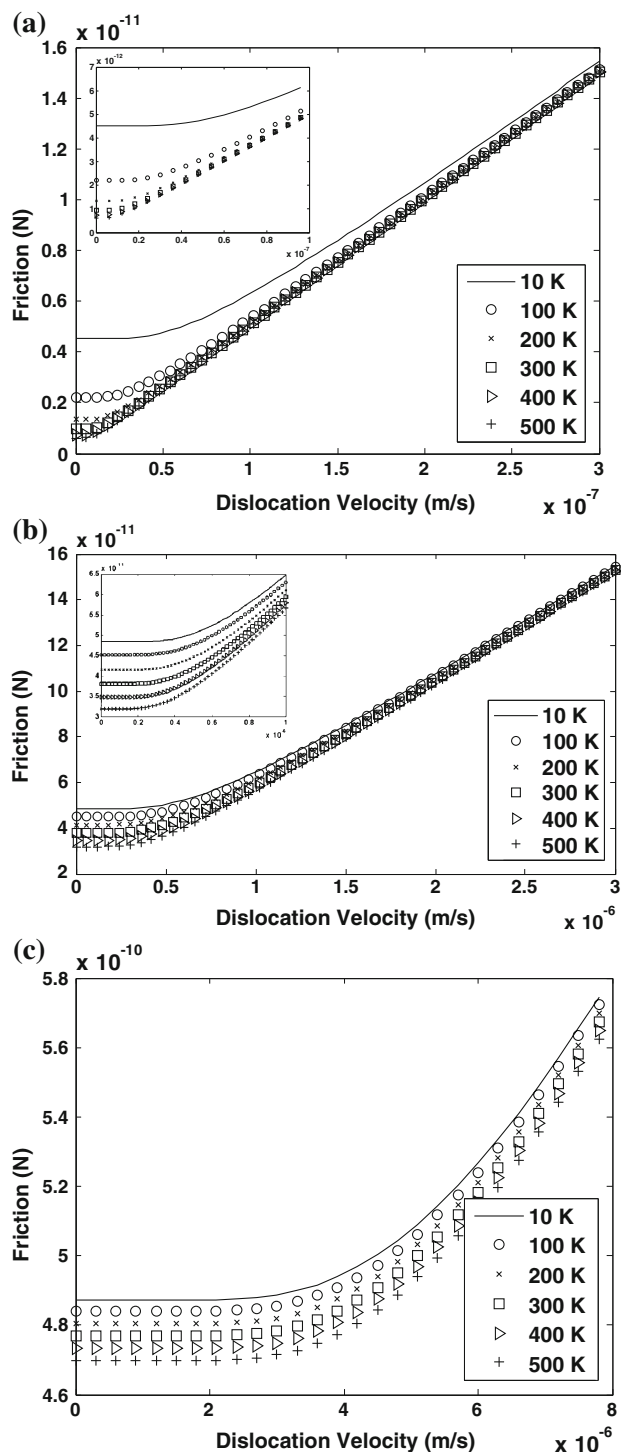 (a)
x 10^-11
1.6
1.4
1.2
1
0.8
0.6
0.4
0.2
0
Friction (N)
x 10^-12
7
6
5
4
3
2
1
0
0 0.2 0.4 0.6 0.8 1
x 10^-7
10 K
100 K
200 K
300 K
400 K
500 K
0 0.5 1 1.5 2 2.5 3
Dislocation Velocity (m/s)
x 10^-7
(b)
x 10^-11
16
14
12
10
8
6
4
2
Friction (N)
6.5
6
5.5
5
4.5
4
3.5
3
0 0.2 0.4 0.6 0.8 1
10 K
100 K
200 K
300 K
400 K
500 K
0 0.5 1 1.5 2 2.5 3
Dislocation Velocity (m/s)
x 10^-6
(c)
x 10^-10
5.8
5.6
5.4
5.2
5
4.8
4.6
Friction (N)
10 K
100 K
200 K
300 K
400 K
500 K
0 2 4 6 8
Dislocation Velocity (m/s)
x 10^-6